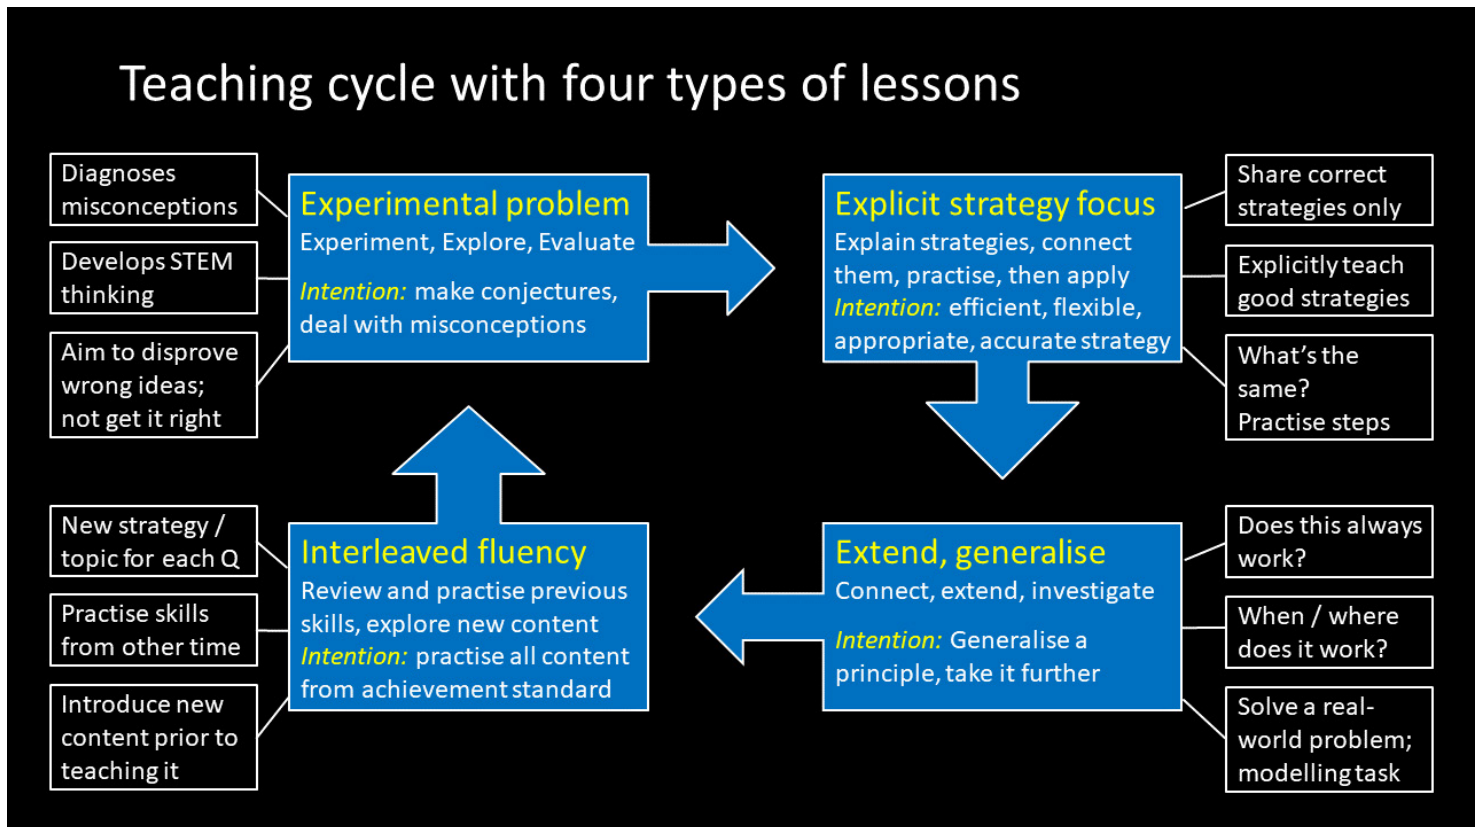 Teaching cycle with four types of lessons
Diagnoses
misconceptions
Develops STEM
thinking
Aim to disprove
wrong ideas;
not get it right
Experimental problem
Experiment, Explore, Evaluate
Intention: make conjectures,
deal with misconceptions
Explicit strategy focus
Explain strategies, connect
them, practise, then apply
Intention: efficient, flexible,
appropriate, accurate strategy
Share correct
strategies only
Explicitly teach
good strategies
What's the
same?
Practise steps
New strategy /
topic for each Q
Practise skills
from other time
Introduce new
content prior to
teaching it
Interleaved fluency
Review and practise previous
skills, explore new content
Intention: practise all content
from achievement standard
Extend, generalise
Connect, extend, investigate
Intention: Generalise a
principle, take it further
Does this always
work?
When / where
does it work?
Solve a real-
world problem;
modelling task